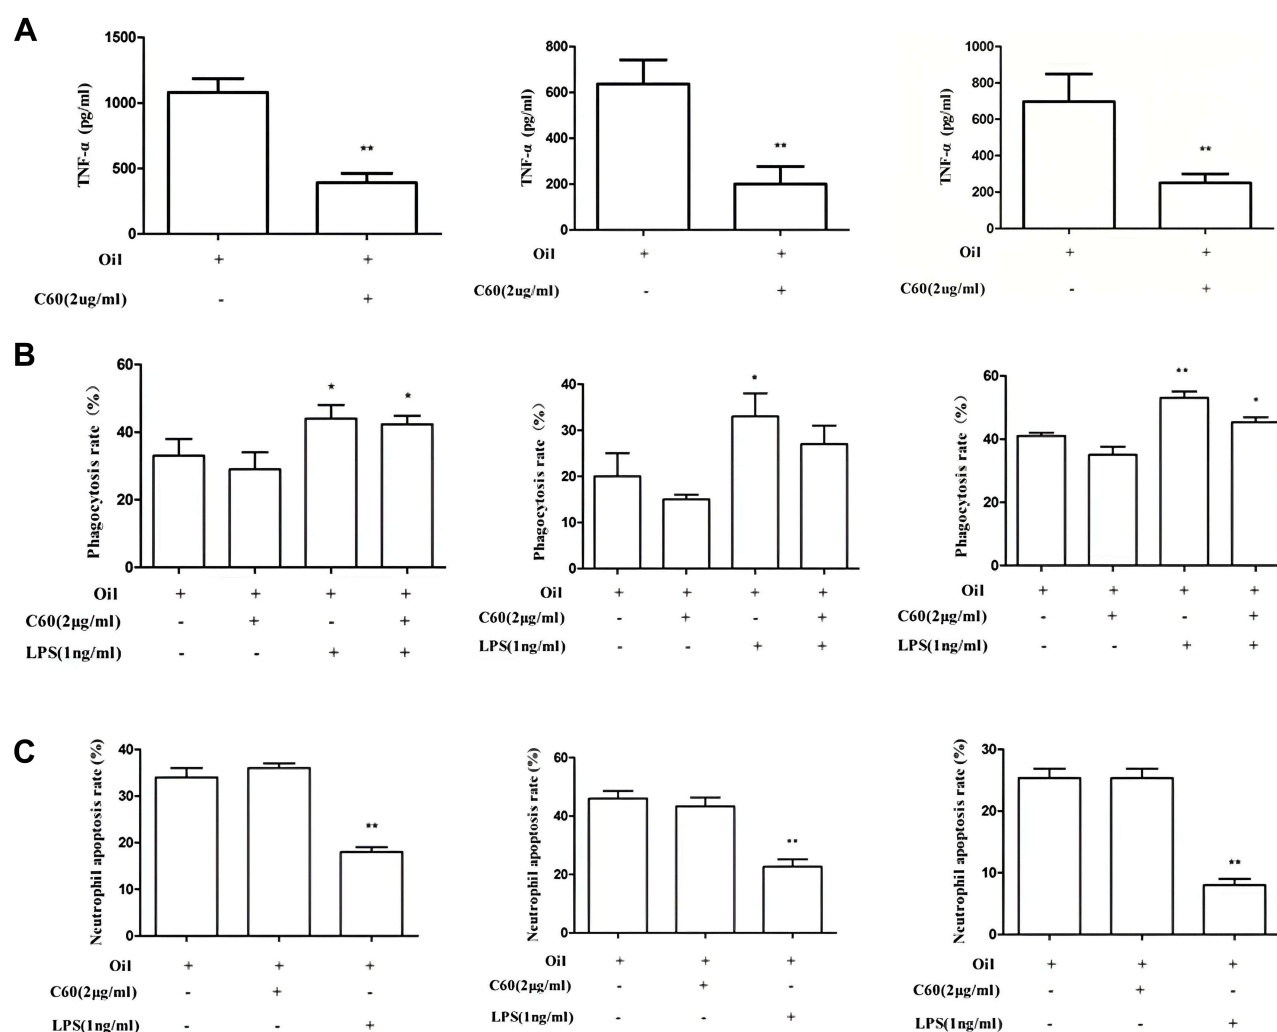 A
TNF-α (pg/ml)
1500
1000
500
0
**
Oil + +
C60(2ug/ml) - +
TNF-α (pg/ml)
800
600
400
200
0
**
Oil + +
C60(2ug/ml) - +
TNF-α (pg/ml)
1000
800
600
400
200
0
**
Oil + +
C60(2ug/ml) - +
B
Phagocytosis rate (%)
60
40
20
0
* *
Oil + + + +
C60(2μg/ml) - + - +
LPS(1ng/ml) - - + +
Phagocytosis rate (%)
40
30
20
10
0
*
Oil + + + +
C60(2μg/ml) - + - +
LPS(1ng/ml) - - + +
Phagocytosis rate (%)
60
40
20
0
** *
Oil + + + +
C60(2μg/ml) - + - +
LPS(1ng/ml) - - + +
C
Neutrophil apoptosis rate (%)
40
30
20
10
0
**
Oil + + +
C60(2μg/ml) - + -
LPS(1ng/ml) - - +
Neutrophil apoptosis rate (%)
60
40
20
0
**
Oil + + +
C60(2μg/ml) - + -
LPS(1ng/ml) - - +
Neutrophil apoptosis rate (%)
30
20
10
0
**
Oil + + +
C60(2μg/ml) - + -
LPS(1ng/ml) - - +